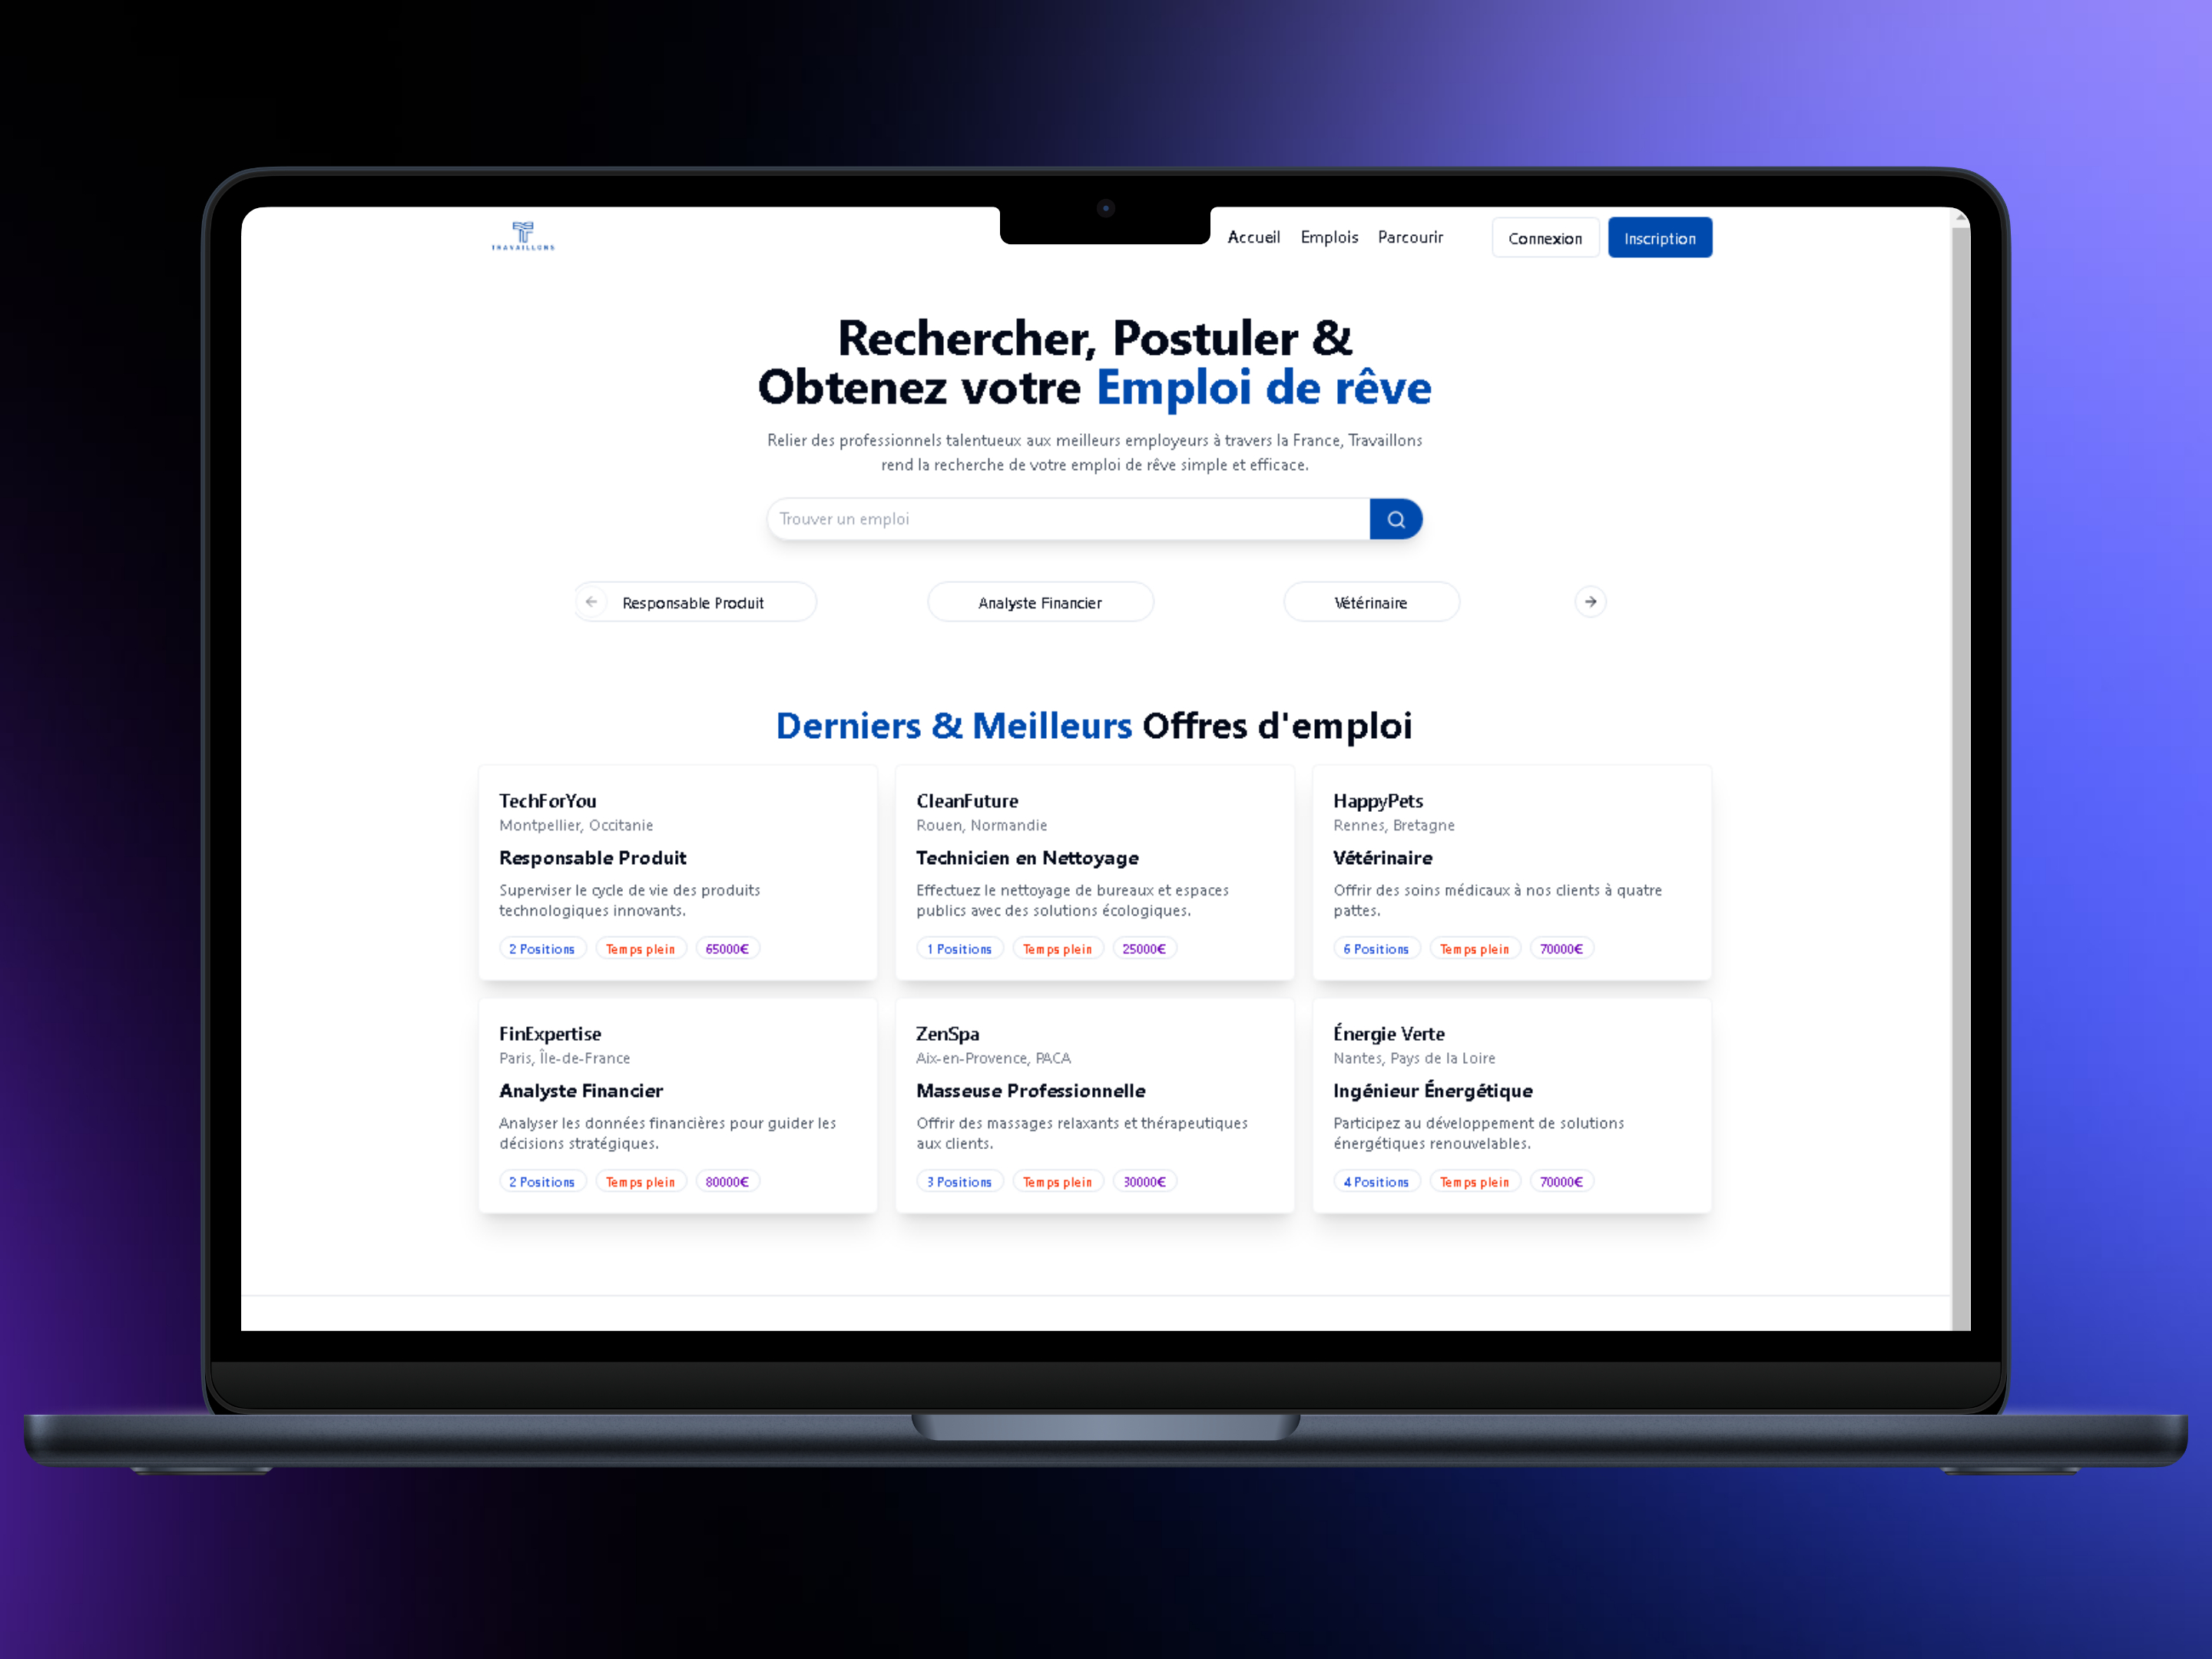 TRAVAILLONS
Accueil Emplois Parcourir Connexion Inscription
Rechercher, Postuler &
Obtenez votre Emploi de rêve
Relier des professionnels talentueux aux meilleurs employeurs à travers la France, Travaillons
rend la recherche de votre emploi de rêve simple et efficace.
Trouver un emploi
Responsable Produit Analyste Financier Vétérinaire
Derniers & Meilleurs Offres d'emploi
TechForYou
Montpellier, Occitanie
Responsable Produit
Superviser le cycle de vie des produits
technologiques innovants.
2 Positions Temps plein 65000€
CleanFuture
Rouen, Normandie
Technicien en Nettoyage
Effectuez le nettoyage de bureaux et espaces
publics avec des solutions écologiques.
1 Positions Temps plein 25000€
HappyPets
Rennes, Bretagne
Vétérinaire
Offrir des soins médicaux à nos clients à quatre
pattes.
6 Positions Temps plein 70000€
FinExpertise
Paris, Île-de-France
Analyste Financier
Analyser les données financières pour guider les
décisions stratégiques.
2 Positions Temps plein 80000€
ZenSpa
Aix-en-Provence, PACA
Masseuse Professionnelle
Offrir des massages relaxants et thérapeutiques
aux clients.
3 Positions Temps plein 30000€
Énergie Verte
Nantes, Pays de la Loire
Ingénieur Énergétique
Participez au développement de solutions
énergétiques renouvelables.
4 Positions Temps plein 70000€